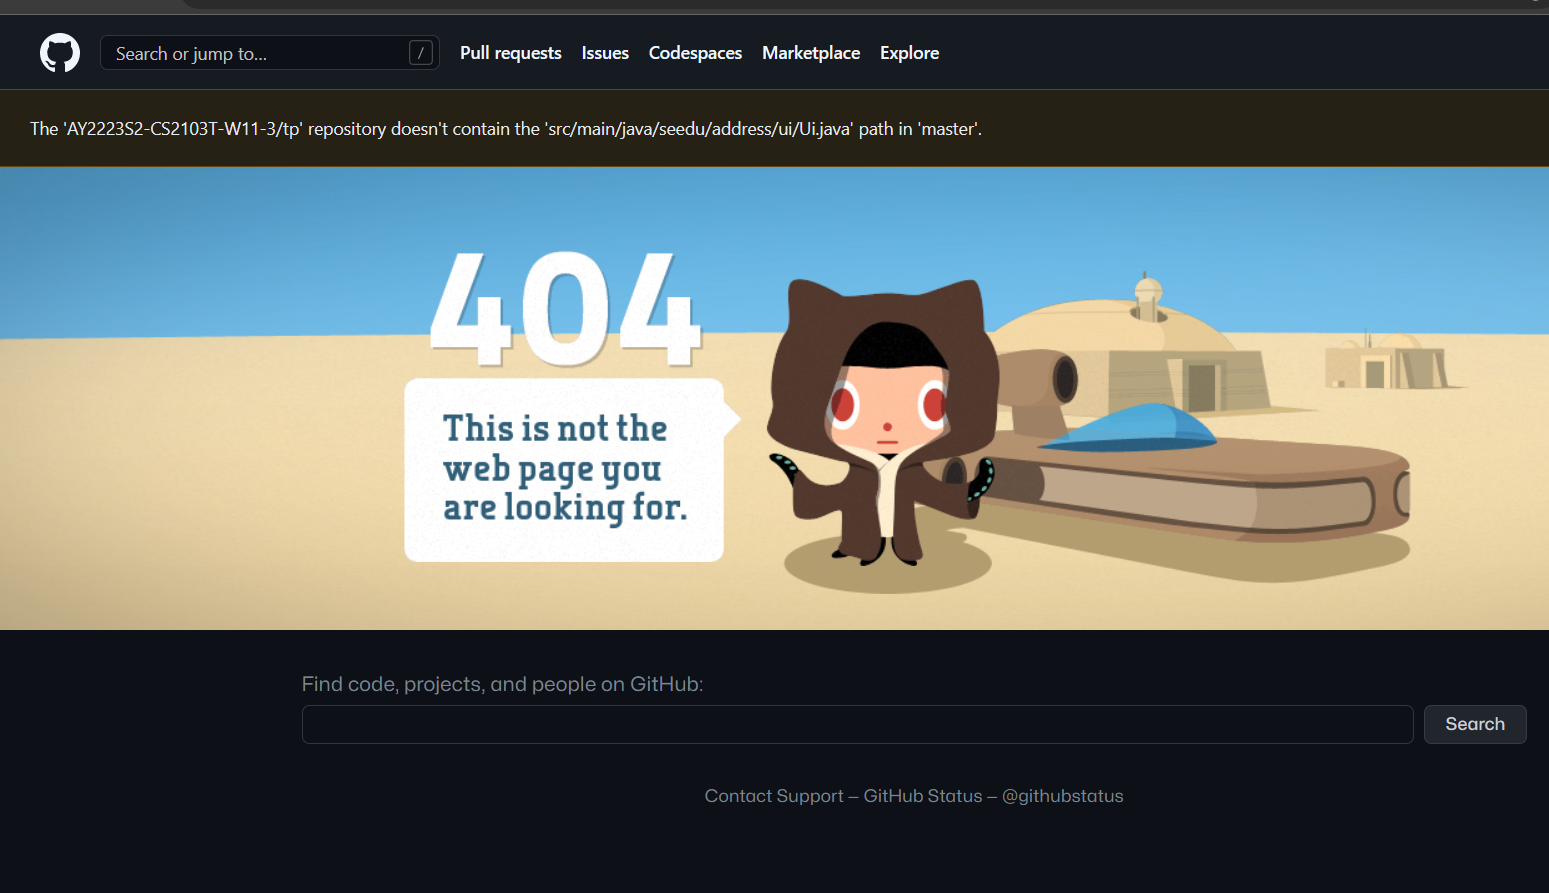 Search or jump to... / Pull requests Issues Codespaces Marketplace Explore
The 'AY2223S2-CS2103T-W11-3/tp' repository doesn't contain the 'src/main/java/seedu/address/ui/Ui.java' path in 'master'.
404
This is not the
web page you
are looking for.
Find code, projects, and people on GitHub:
Search
Contact Support — GitHub Status — @githubstatus